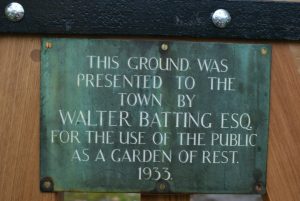 THIS GROUND WAS
PRESENTED TO THE
TOWN BY
WALTER BATTING ESQ.
FOR THE USE OF THE PUBLIC
AS A GARDEN OF REST.
1933.